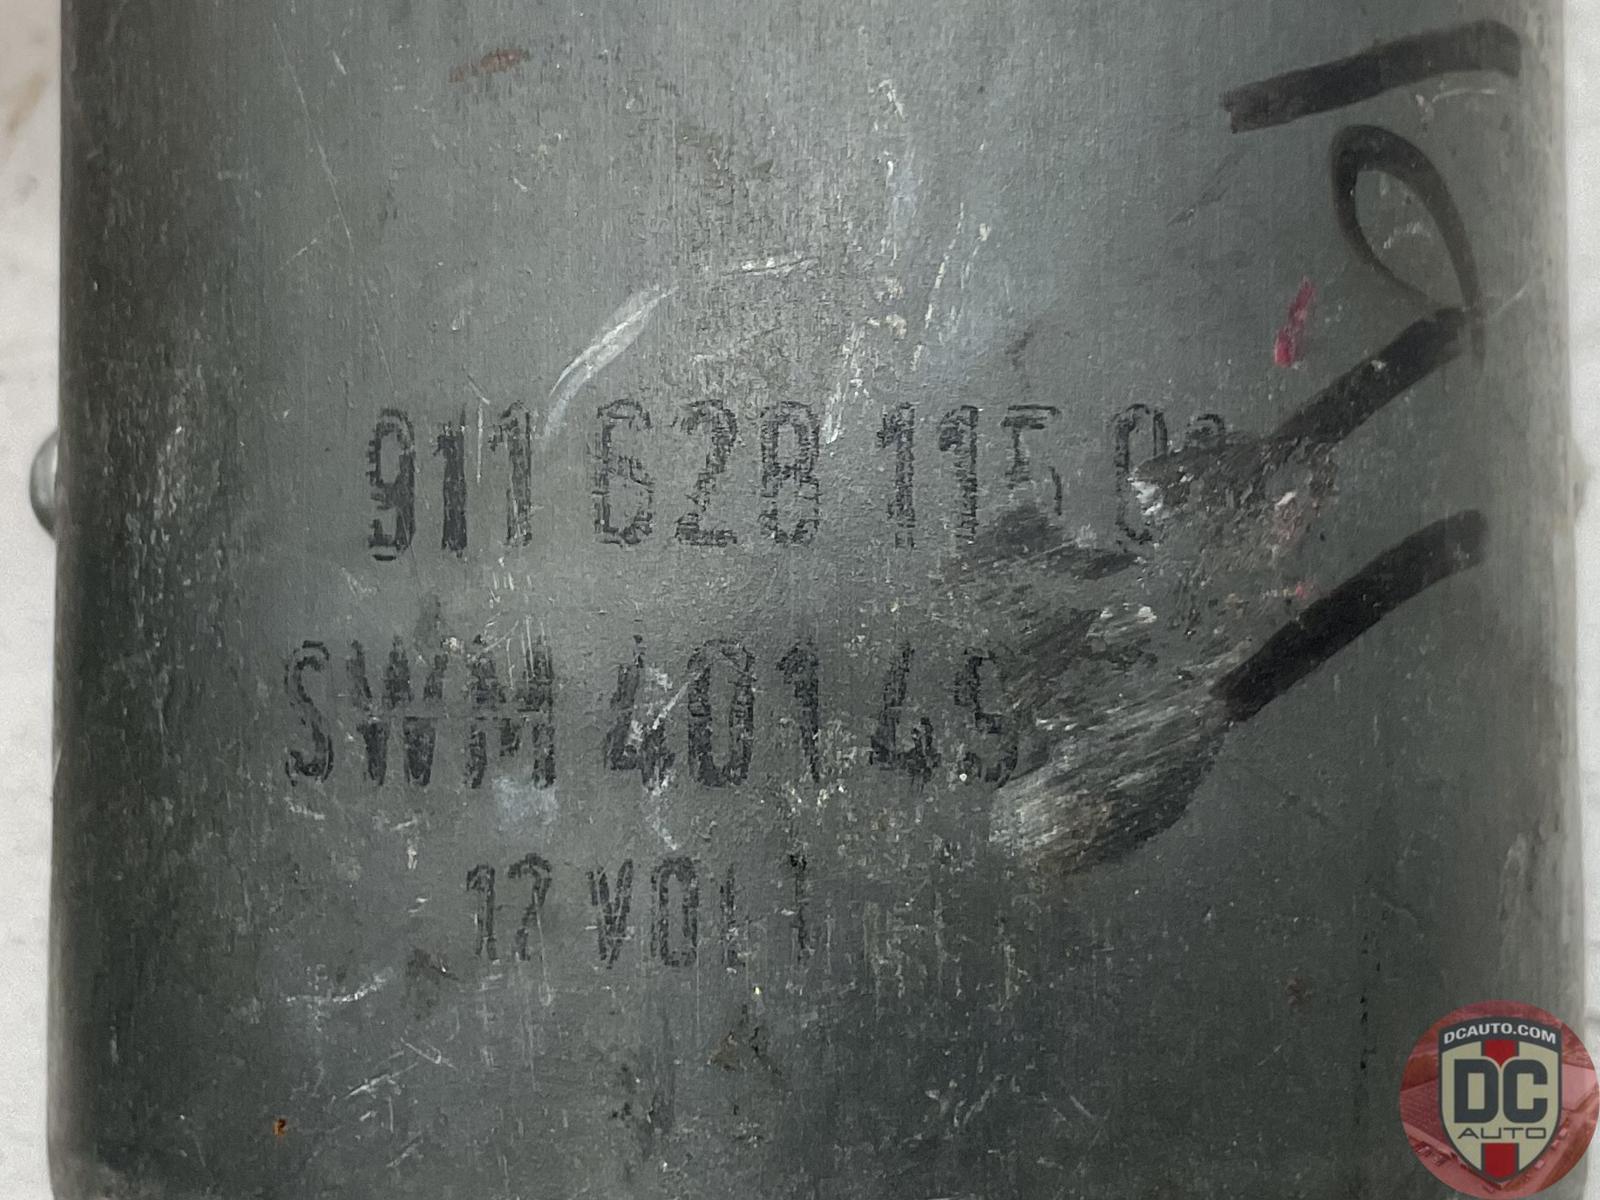 911 628 115
SWM 40149
12 VOLT
DCAUTO.COM
DC
AUTO